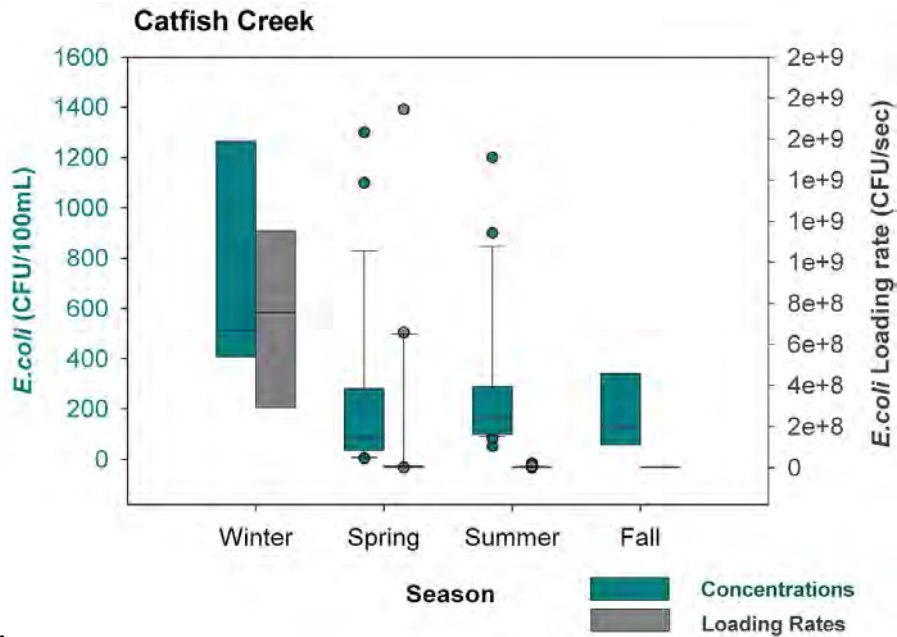 Catfish Creek
E.coli (CFU/100mL)
1600
1400
1200
1000
800
600
400
200
0
2e+9
2e+9
2e+9
1e+9
1e+9
1e+9
8e+8
6e+8
4e+8
2e+8
0
E.coli Loading rate (CFU/sec)
Winter Spring Summer Fall
Season
Concentrations
Loading Rates